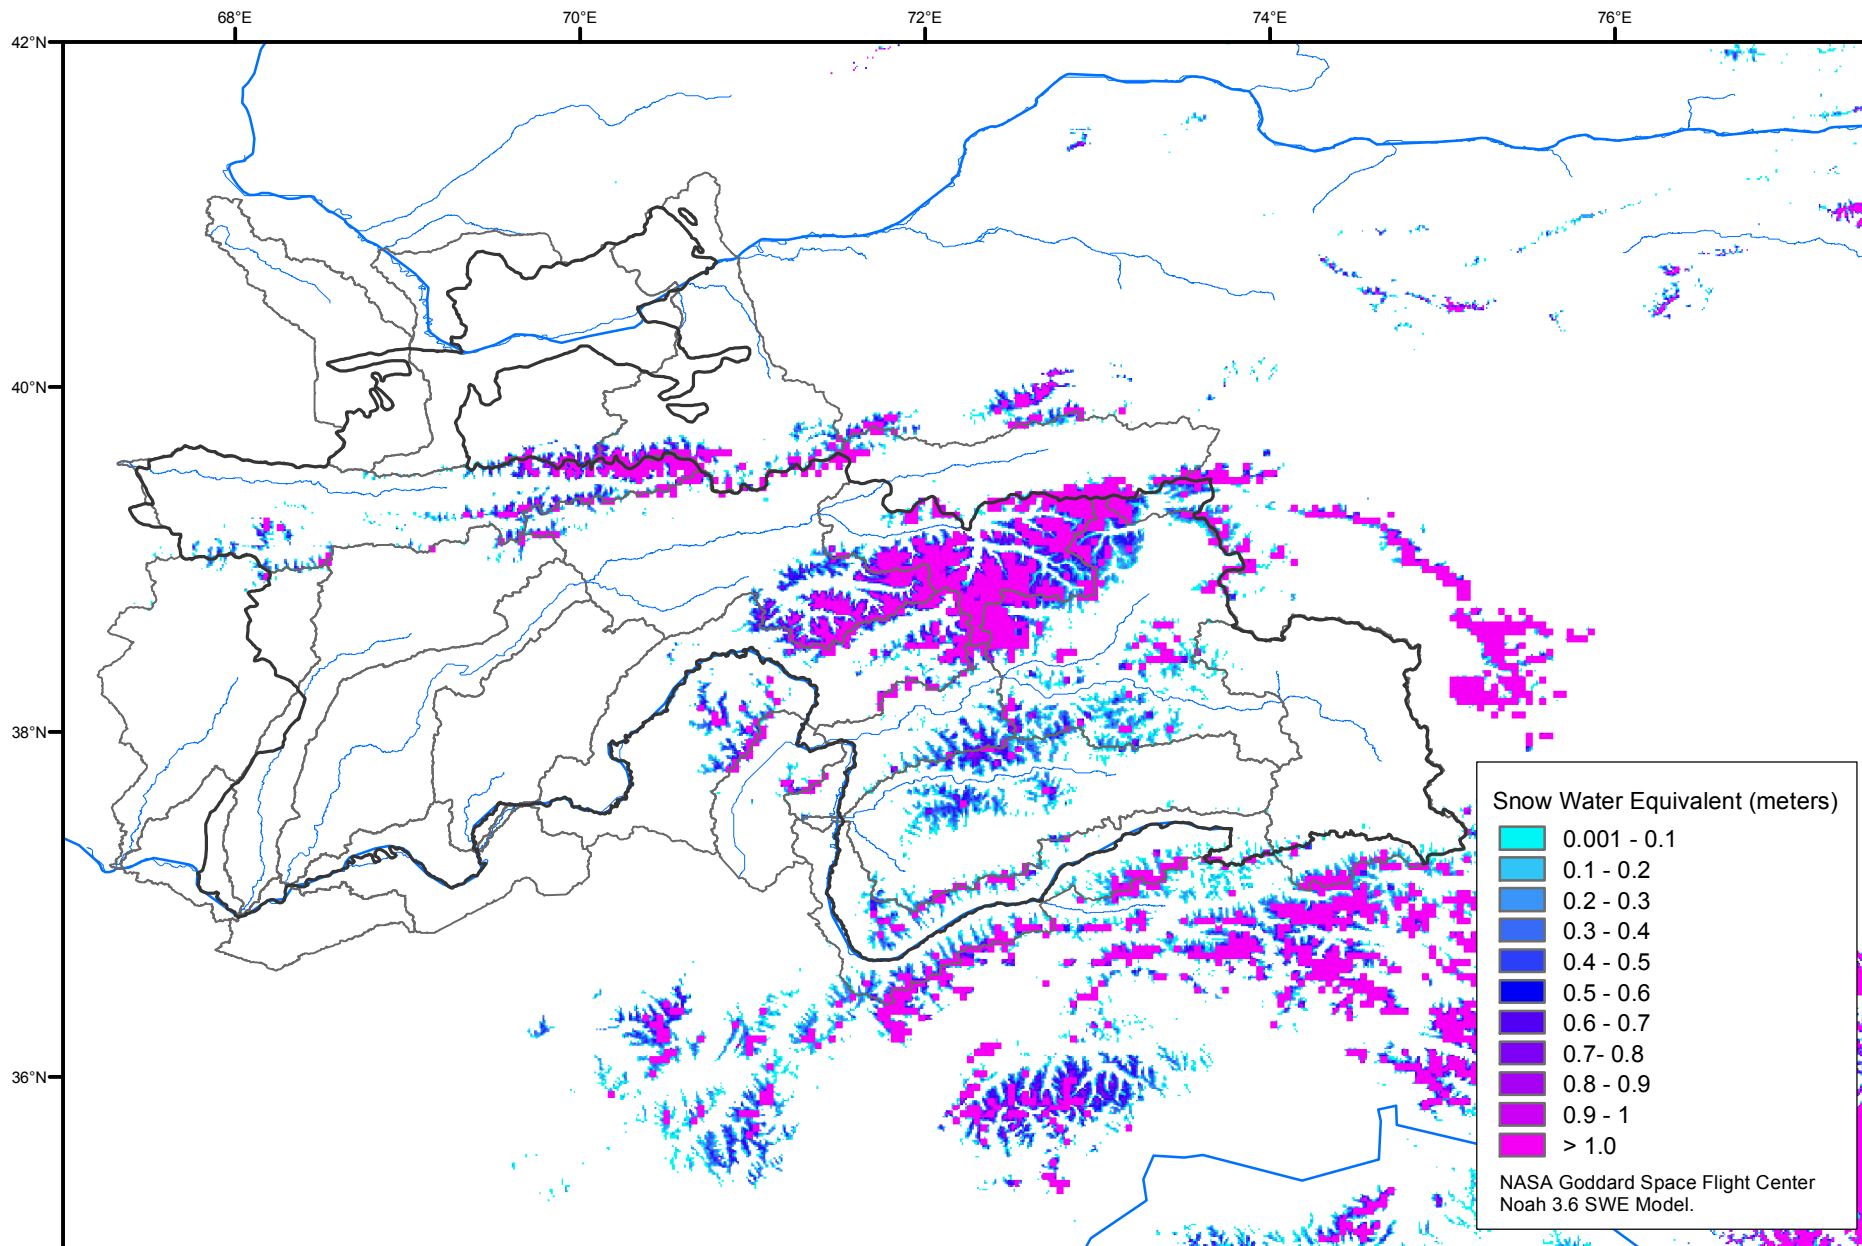 68°E 70°E 72°E 74°E 76°E
42°N
40°N
38°N
36°N
Snow Water Equivalent (meters)
0.001 - 0.1
0.1 - 0.2
0.2 - 0.3
0.3 - 0.4
0.4 - 0.5
0.5 - 0.6
0.6 - 0.7
0.7- 0.8
0.8 - 0.9
0.9 - 1
> 1.0
NASA Goddard Space Flight Center
Noah 3.6 SWE Model.